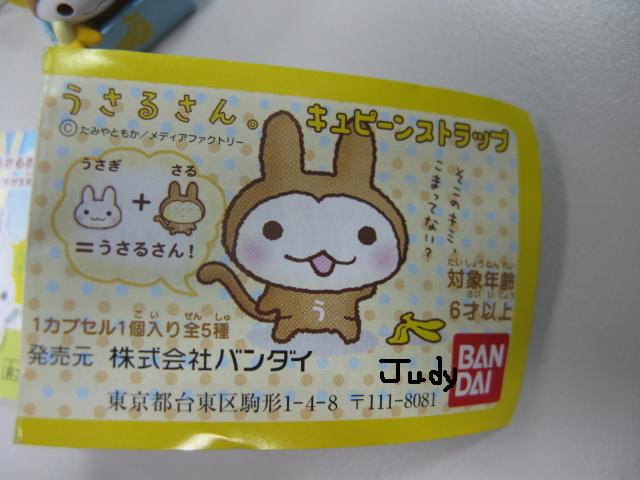 うさるさん。 キュピーンストラップ
©たみやともか/メディアファクトリー
うさぎ さる
+
=うさるさん!
そこのキミ、
こまってない?
う
たい しょう ねん れい
対象年齢
さい い じょう
6才以上
こ い ぜん しゅ
1カプセル1個入り全5種
発売元 株式会社バンダイ
Judy
BAN
DAI
東京都台東区駒形1-4-8 〒111-8081